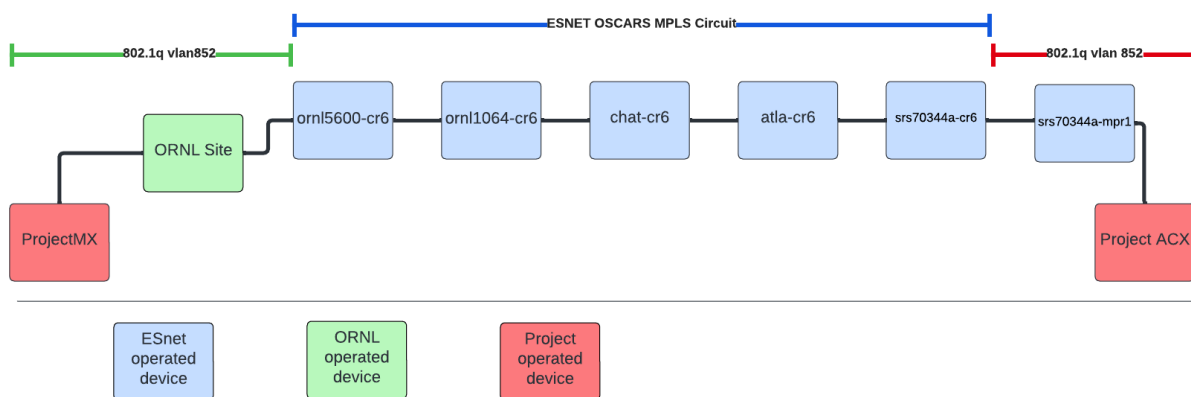 ESNET OSCARS MPLS Circuit
802.1q vlan852
802.1q vlan 852
ornl5600-cr6
ornl1064-cr6
chat-cr6
atla-cr6
srs70344a-cr6
srs70344a-mpr1
ORNL Site
ProjectMX
Project ACX
ESnet
operated
device
ORNL
operated
device
Project
operated
device